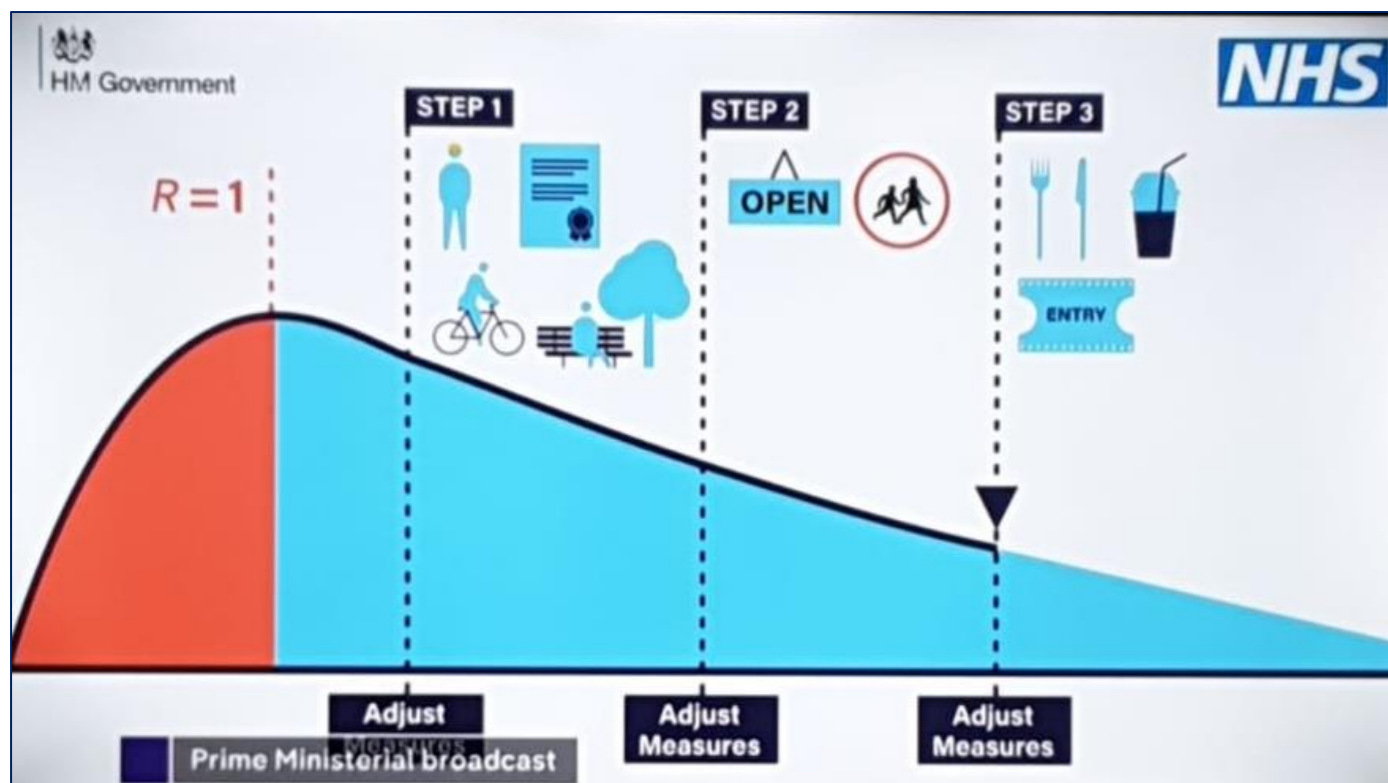 HM Government
NHS
STEP 1
STEP 2
STEP 3
R = 1
OPEN
ENTRY
Adjust
Measures
Adjust
Measures
Adjust
Measures
Prime Ministerial broadcast